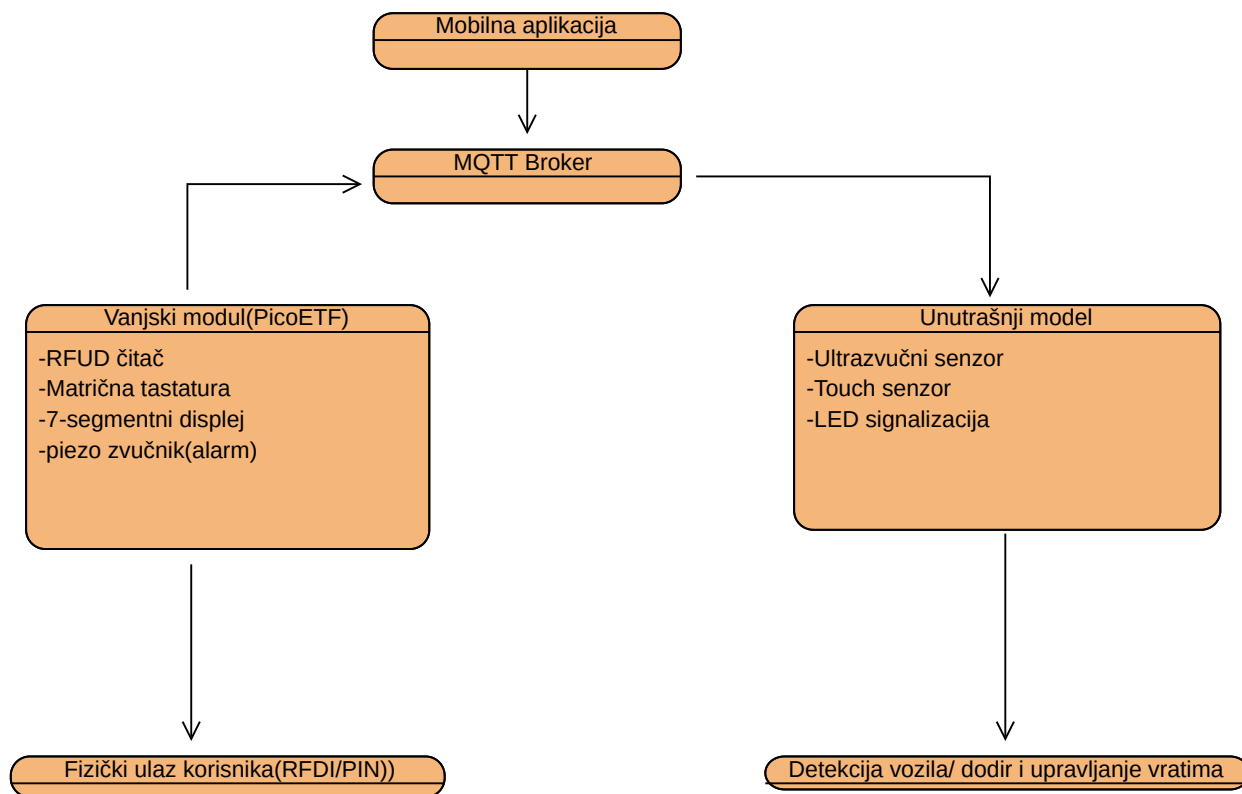 Mobilna aplikacija
MQTT Broker
Vanjski modul(PicoETF)
-RFUD čitač
-Matrična tastatura
-7-segmentni displej
-piezo zvučnik(alarm)
Unutrašnji model
-Ultrazvučni senzor
-Touch senzor
-LED signalizacija
Fizički ulaz korisnika(RFDI/PIN))
Detekcija vozila/ dodir i upravljanje vratima